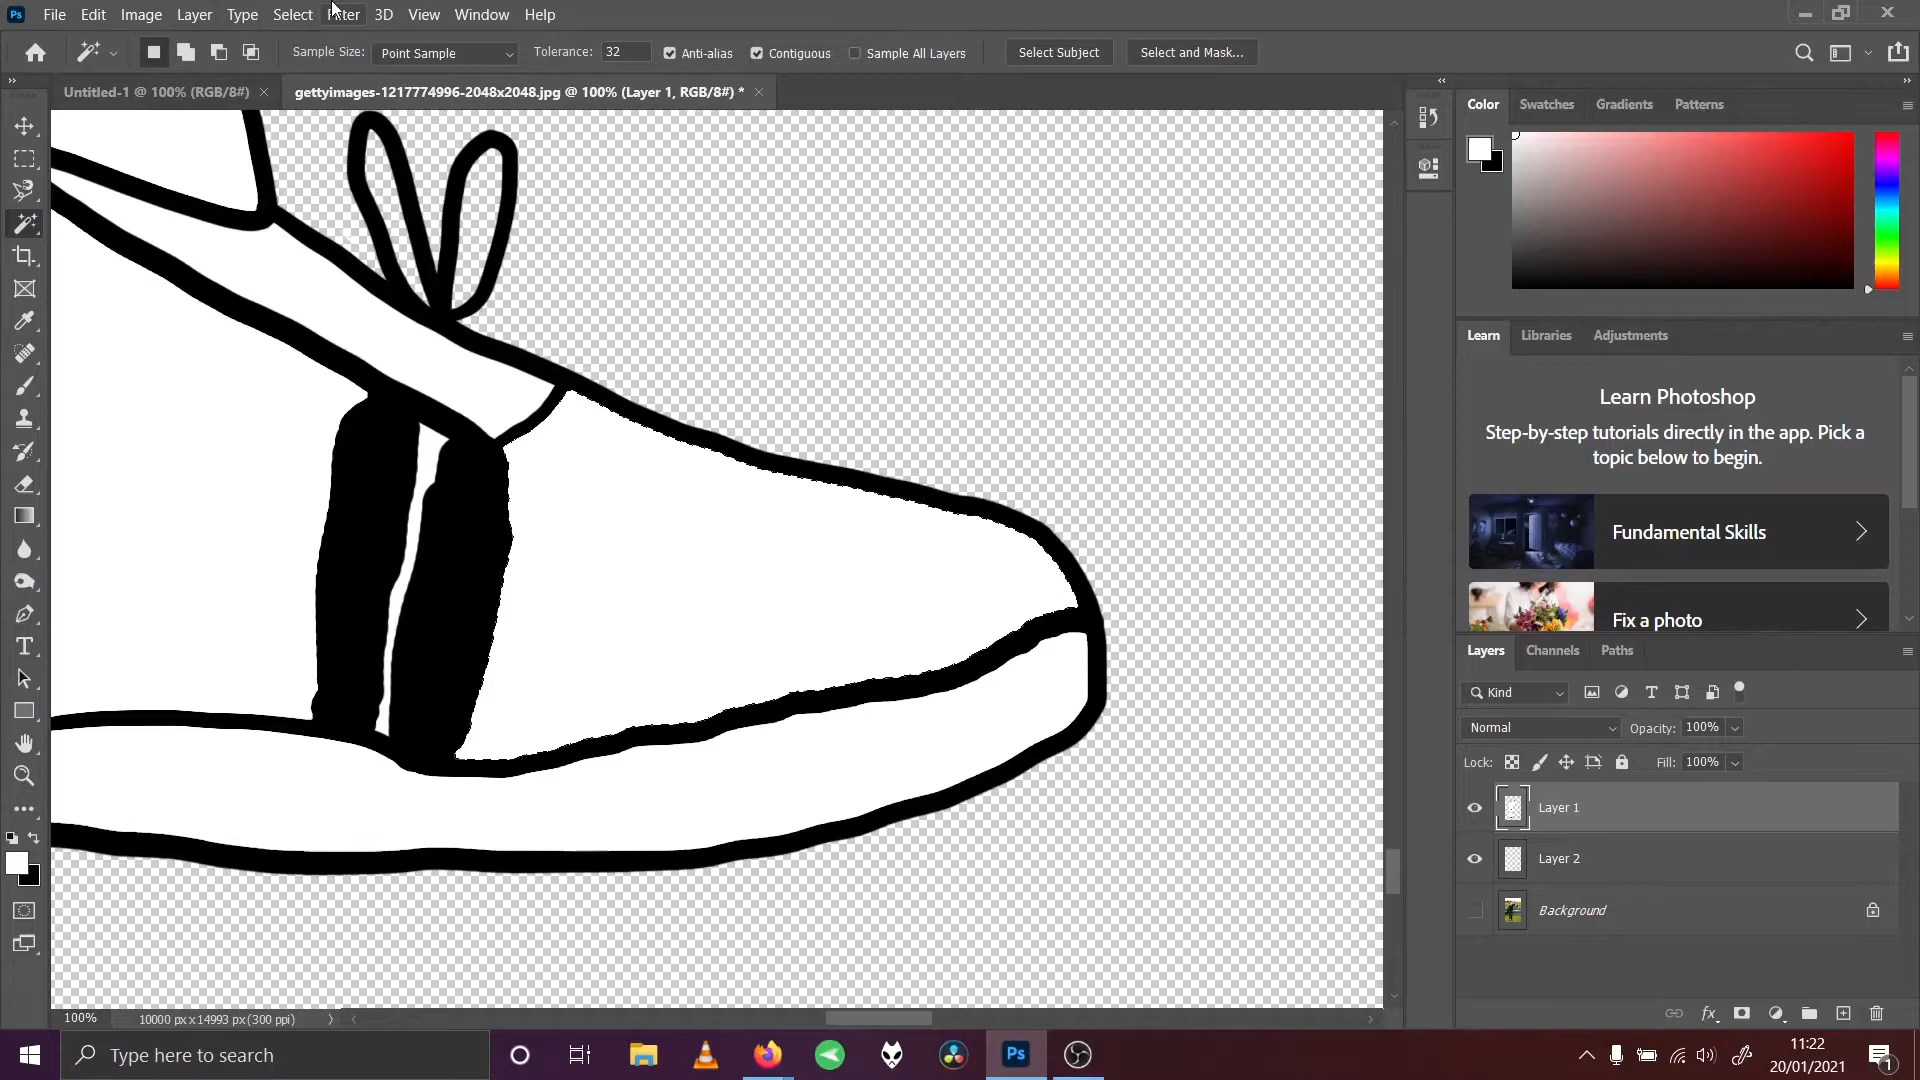 Ps File Edit Image Layer Type Select Filter 3D View Window Help
Sample Size: Point Sample Tolerance: 32 Anti-alias Contiguous Sample All Layers Select Subject Select and Mask...
Untitled-1 @ 100% (RGB/8#) gettyimages-1217774996-2048x2048.jpg @ 100% (Layer 1, RGB/8#) *
Color Swatches Gradients Patterns
Learn Libraries Adjustments
Learn Photoshop
Step-by-step tutorials directly in the app. Pick a
topic below to begin.
Fundamental Skills
Fix a photo
Layers Channels Paths
Kind
Normal Opacity: 100%
Lock: Fill: 100%
Layer 1
Layer 2
Background
100% 10000 px x 14993 px (300 ppi)
fx
Type here to search
Ps
11:22
20/01/2021
1